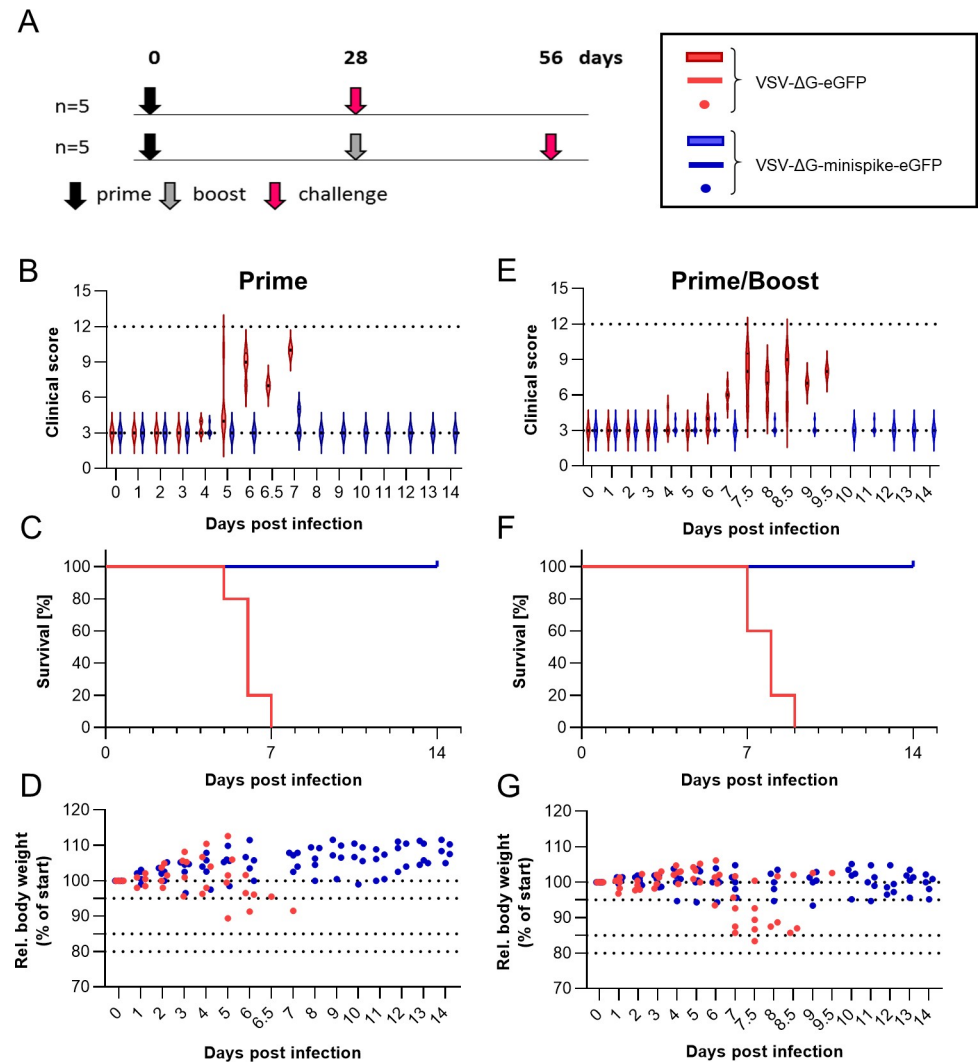 A
0 28 56 days
n=5
n=5
prime boost challenge
VSV-ΔG-eGFP
VSV-ΔG-minispike-eGFP
B
Prime
15
12
9
6
3
0
Clinical score
0 1 2 3 4 5 6 6.5 7 8 9 10 11 12 13 14
Days post infection
E
Prime/Boost
15
12
9
6
3
0
Clinical score
0 1 2 3 4 5 6 7 7.5 8 8.5 9 9.5 10 11 12 13 14
Days post infection
C
100
80
60
40
20
0
Survival [%]
0 7 14
Days post infection
F
100
80
60
40
20
0
Survival [%]
0 7 14
Days post infection
D
120
110
100
90
80
70
Rel. body weight
(% of start)
0 1 2 3 4 5 6 6.5 7 8 9 10 11 12 13 14
Days post infection
G
120
110
100
90
80
70
Rel. body weight
(% of start)
0 1 2 3 4 5 6 7 7.5 8 8.5 9 9.5 10 11 12 13 14
Days post infection